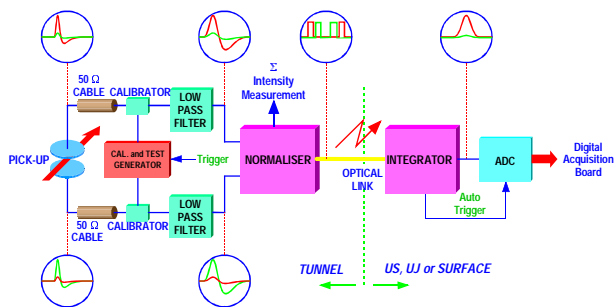 Σ
Intensity
Measurement
50 Ω
CABLE
CALIBRATOR
LOW
PASS
FILTER
PICK-UP
CAL. and TEST
GENERATOR
Trigger
NORMALISER
OPTICAL
LINK
INTEGRATOR
ADC
Digital
Acquisition
Board
Auto
Trigger
50 Ω
CABLE
CALIBRATOR
LOW
PASS
FILTER
TUNNEL
US, UJ or SURFACE